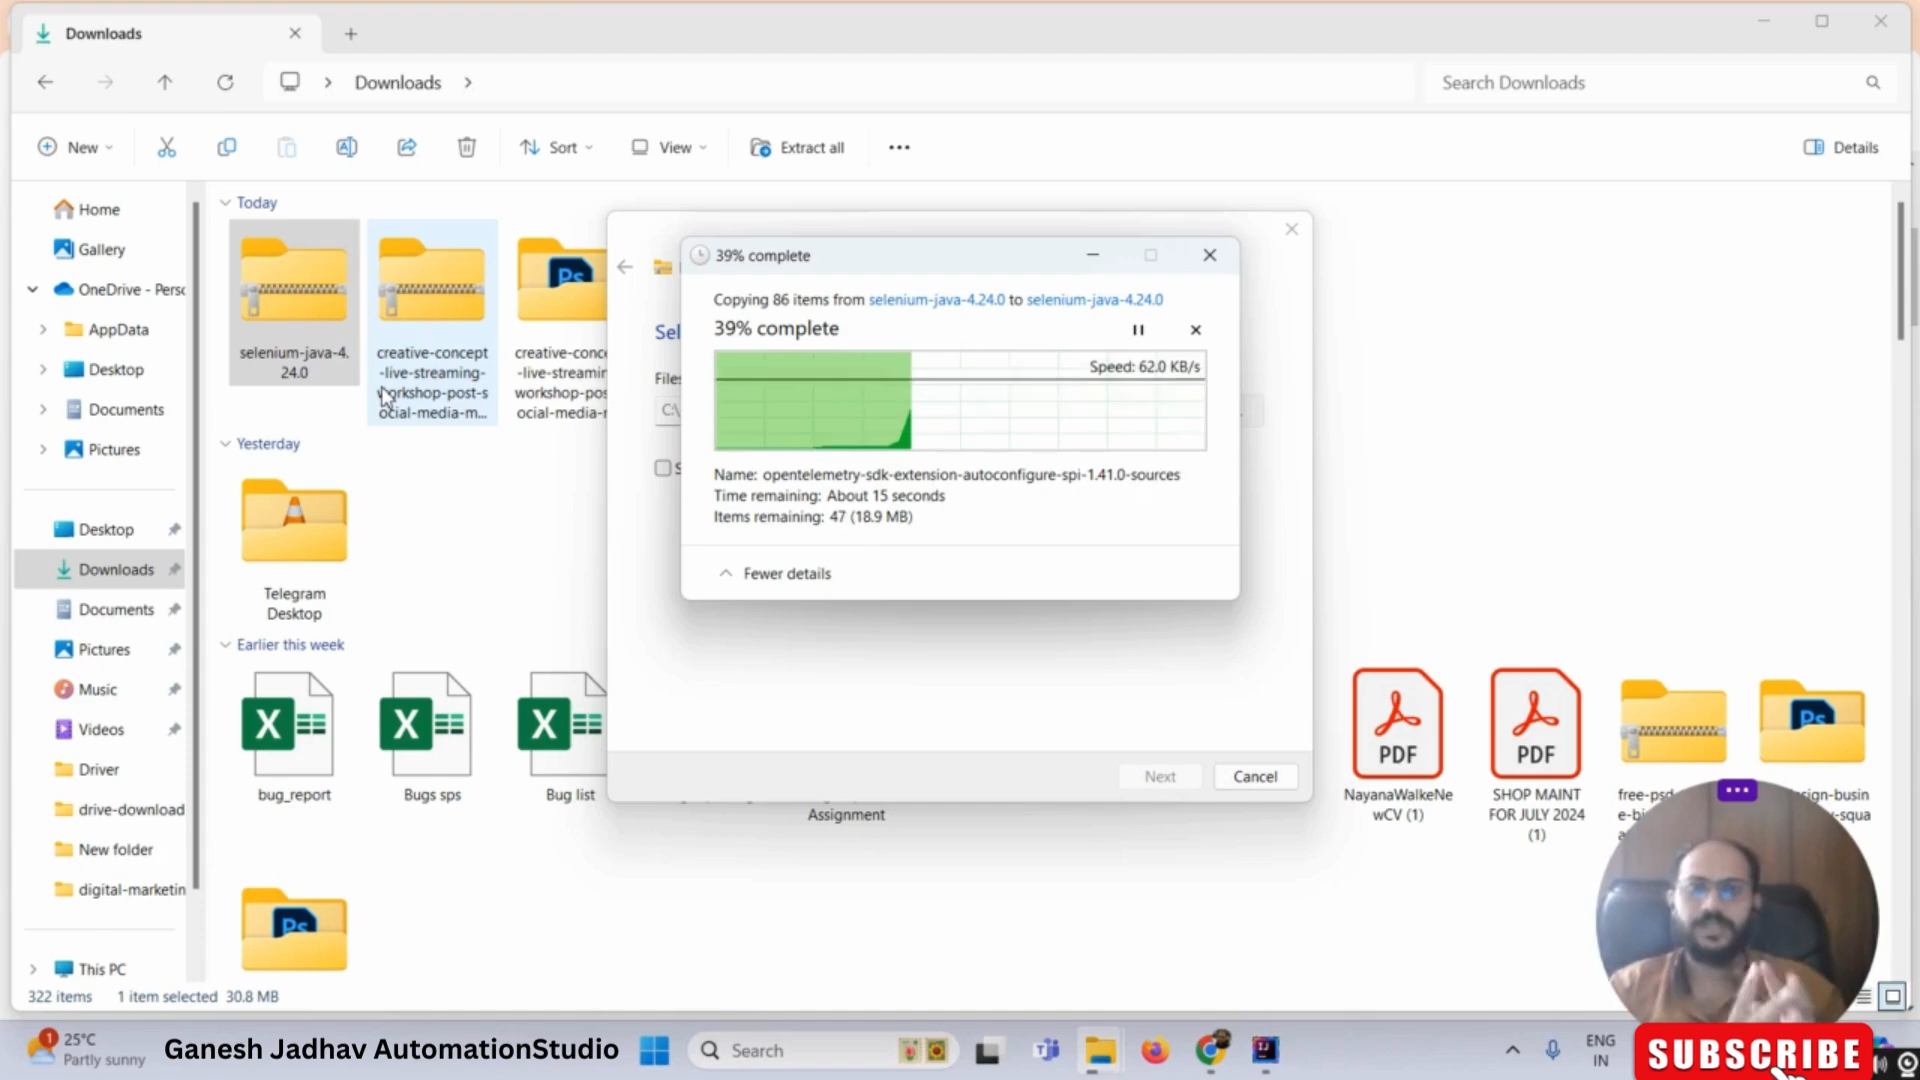 Downloads
Downloads
Search Downloads
New
Sort
View
Extract all
Details
Home
Gallery
OneDrive - Perso
AppData
Desktop
Documents
Pictures
Desktop
Downloads
Documents
Pictures
Music
Videos
Driver
drive-download
New folder
digital-marketin
This PC
Today
selenium-java-4.
24.0
creative-concept
-live-streaming-
workshop-post-s
ocial-media-m...
creative-conc
-live-streamin
workshop-pos
ocial-media-m
Yesterday
Telegram
Desktop
Earlier this week
bug_report
Bugs sps
Bug list
Assignment
PDF
NayanaWalkeNe
wCV (1)
PDF
SHOP MAINT
FOR JULY 2024
(1)
free-psd
e-bi
sign-busin
squa
Ps
Ps
Ps
Sel
Files
C:\
S
39% complete
Copying 86 items from selenium-java-4.24.0 to selenium-java-4.24.0
39% complete
Speed: 62.0 KB/s
Name: opentelemetry-sdk-extension-autoconfigure-spi-1.41.0-sources
Time remaining: About 15 seconds
Items remaining: 47 (18.9 MB)
Fewer details
Next
Cancel
322 items
1 item selected 30.8 MB
1
25°C
Partly sunny
Ganesh Jadhav AutomationStudio
Search
ENG
IN
SUBSCRIBE